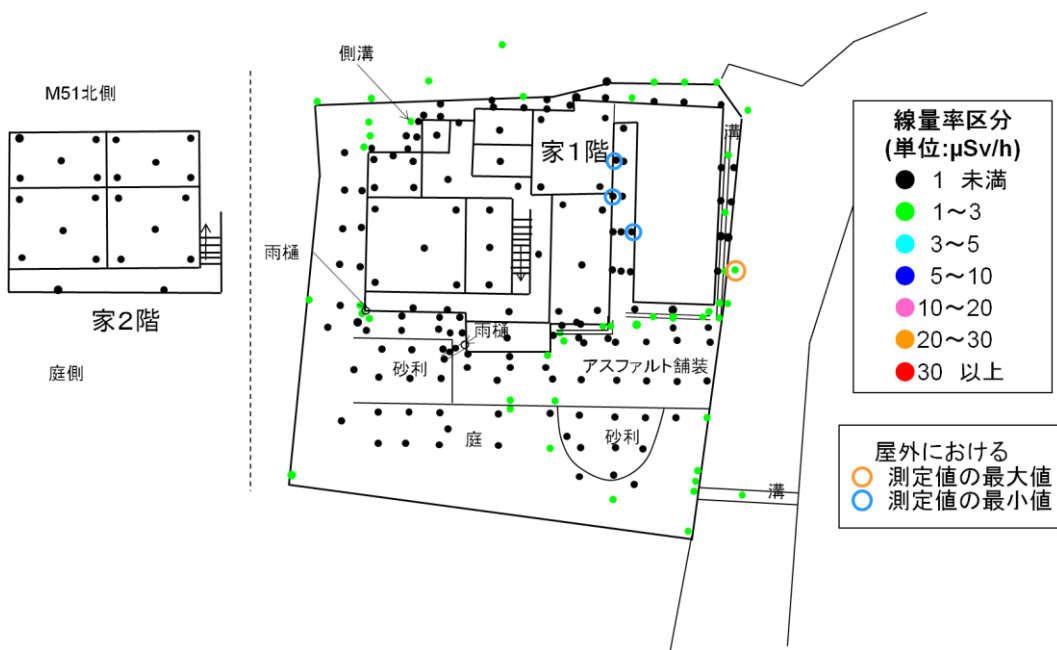 M51北側
家2階
庭側
側溝
雨樋
家1階
溝
雨樋
砂利
アスファルト舗装
庭
砂利
溝
線量率区分
(単位:μSv/h)
1 未満
1～3
3～5
5～10
10～20
20～30
30 以上
屋外における
測定値の最大値
測定値の最小値